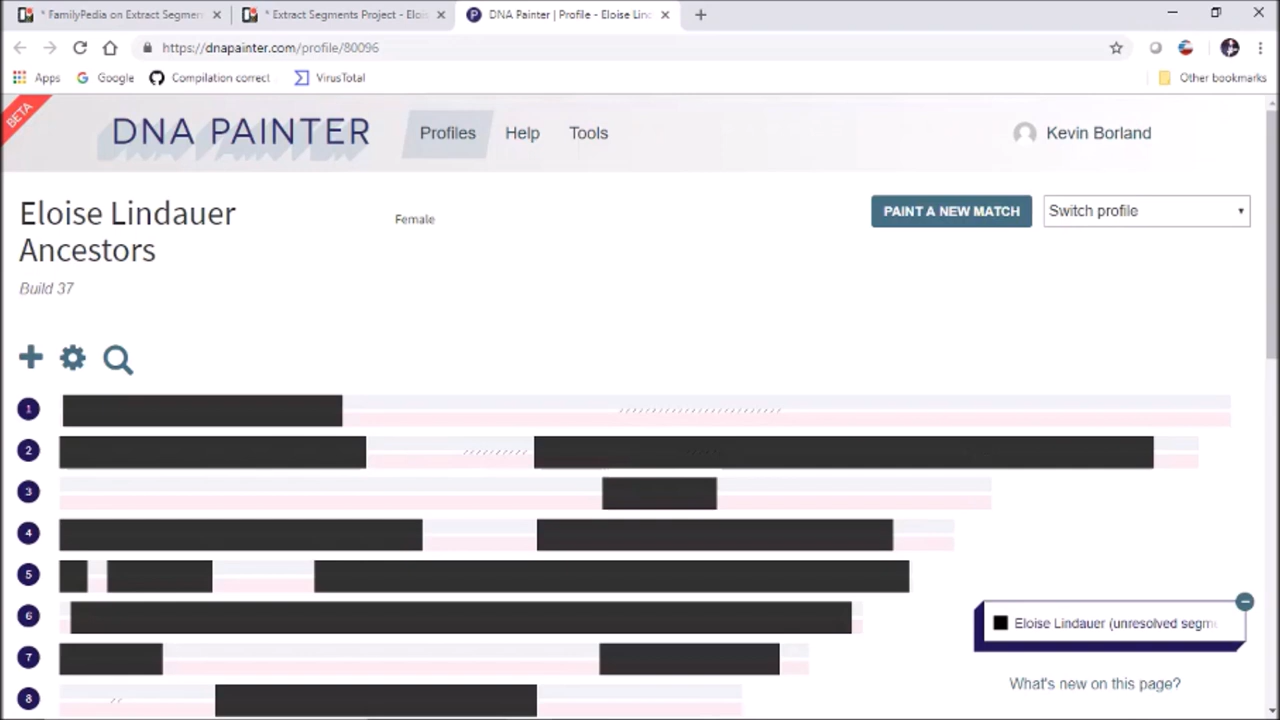 * FamilyPedia on Extract Segmen
* Extract Segments Project - Eloi
DNA Painter | Profile - Eloise Linc
https://dnapainter.com/profile/80096
Apps
Google
Compilation correct
VirusTotal
Other bookmarks
BETA
DNA PAINTER
Profiles
Help
Tools
Kevin Borland
Eloise Lindauer
Ancestors
Female
PAINT A NEW MATCH
Switch profile
Build 37
1
2
3
4
5
6
7
8
Eloise Lindauer (unresolved segm
What's new on this page?